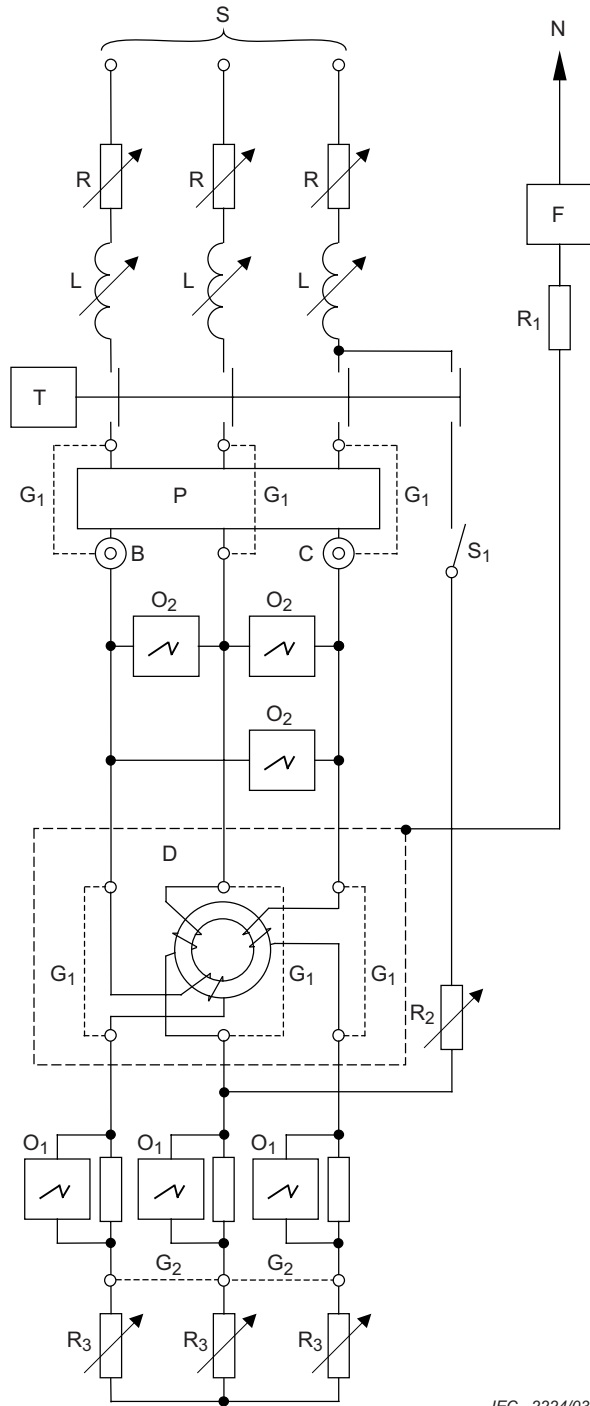 S
N
R R R
F
L L L
R1
T
G1 P G1 G1
B C
S1
O2 O2
O2
D
G1 G1 G1
R2
O1 O1 O1
G2 G2
R3 R3 R3
IEC 2224/03